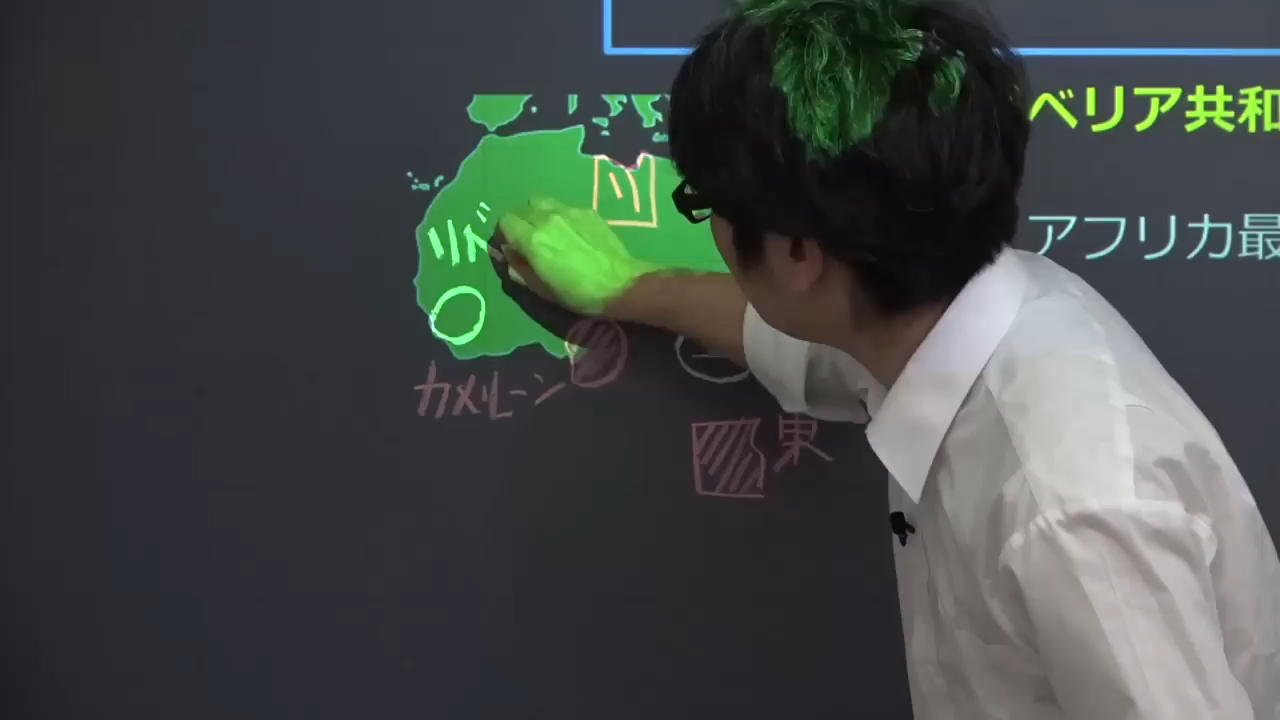 ベリア共和
アフリカ最
リベ
リ
カメルーン
東